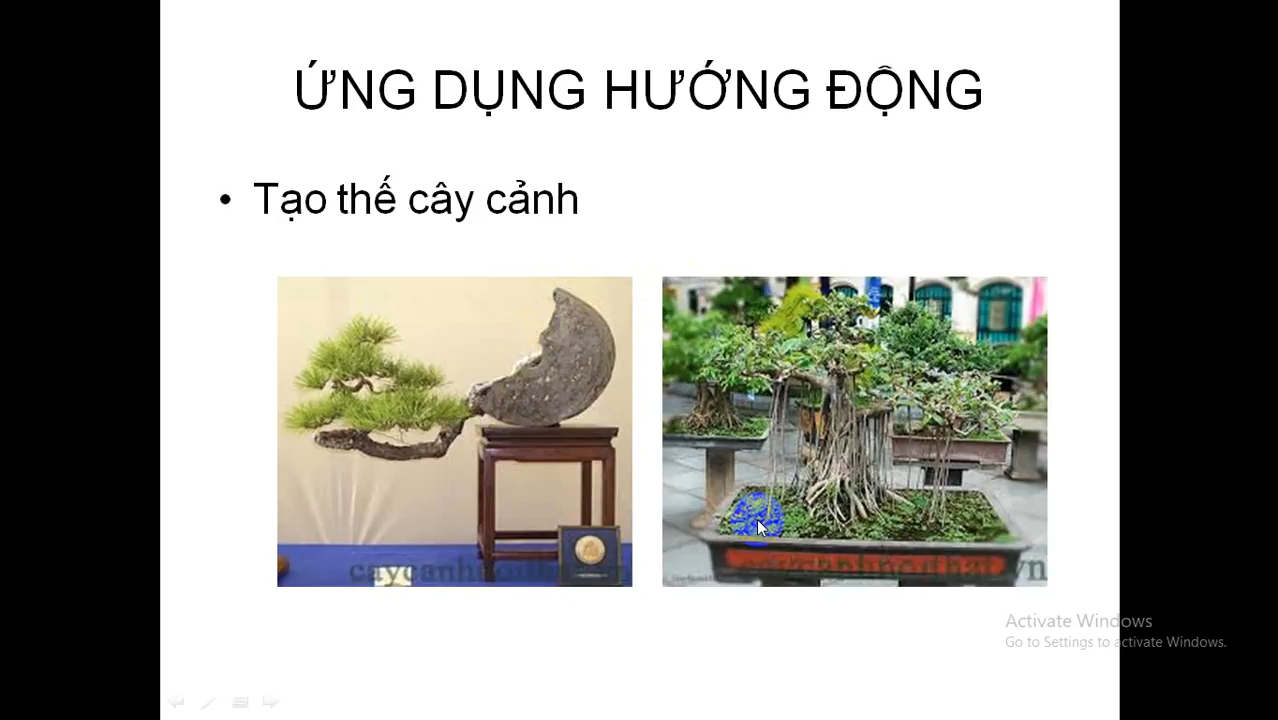 ỨNG DỤNG HƯỚNG ĐỘNG
• Tạo thế cây cảnh
Activate Windows
Go to Settings to activate Windows.